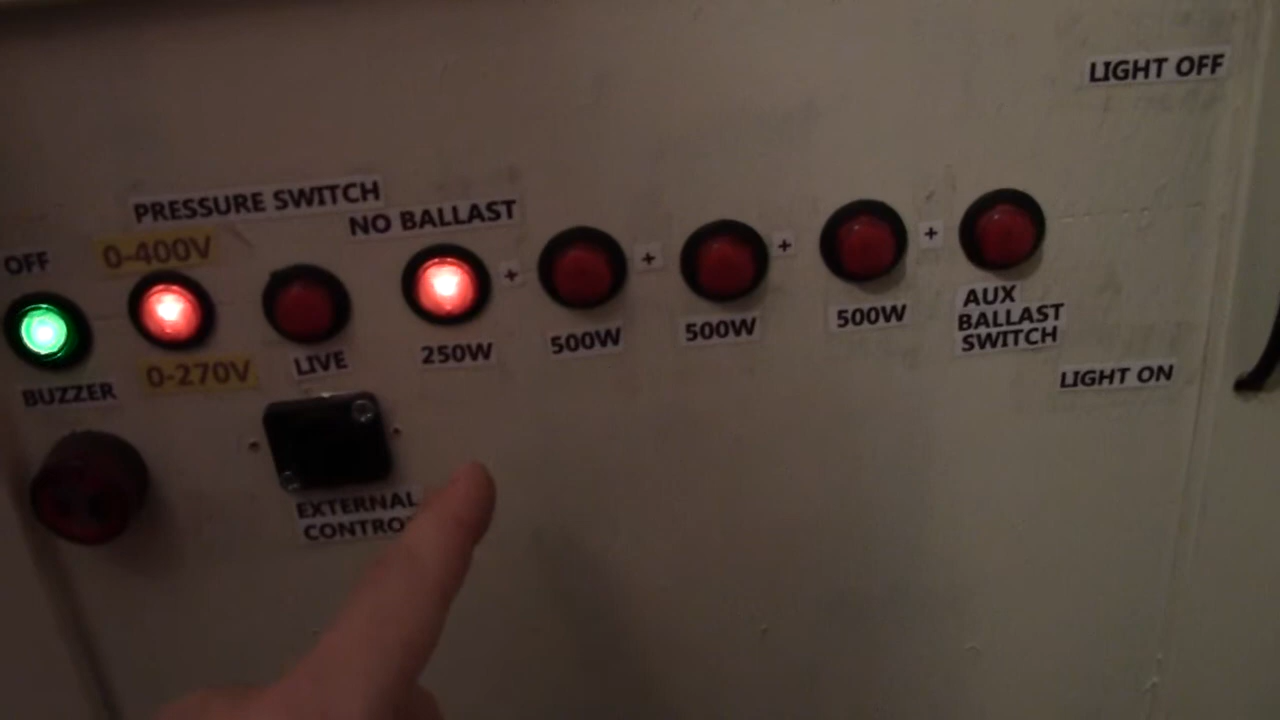 LIGHT OFF
PRESSURE SWITCH
NO BALLAST
OFF
0-400V
+
+
+
+
0-270V
LIVE
250W
500W
500W
500W
AUX
BALLAST
SWITCH
BUZZER
LIGHT ON
EXTERNAL
CONTRO